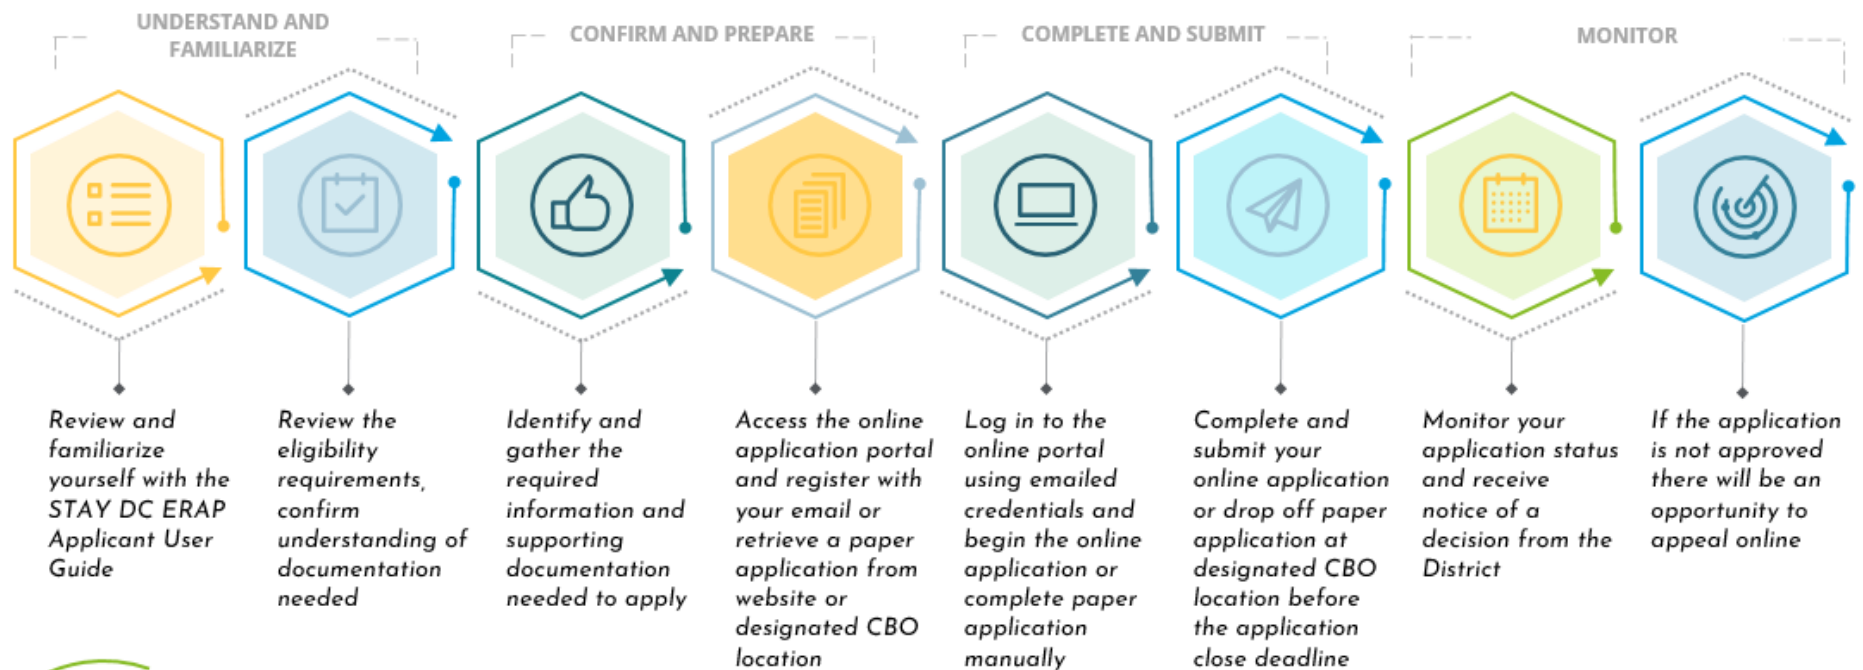 UNDERSTAND AND
FAMILIARIZE
CONFIRM AND PREPARE
COMPLETE AND SUBMIT
MONITOR
Review and
familiarize
yourself with the
STAY DC ERAP
Applicant User
Guide
Review the
eligibility
requirements,
confirm
understanding of
documentation
needed
Identify and
gather the
required
information and
supporting
documentation
needed to apply
Access the online
application portal
and register with
your email or
retrieve a paper
application from
website or
designated CBO
location
Log in to the
online portal
using emailed
credentials and
begin the online
application or
complete paper
application
manually
Complete and
submit your
online application
or drop off paper
application at
designated CBO
location before
the application
close deadline
Monitor your
application status
and receive
notice of a
decision from the
District
If the application
is not approved
there will be an
opportunity to
appeal online